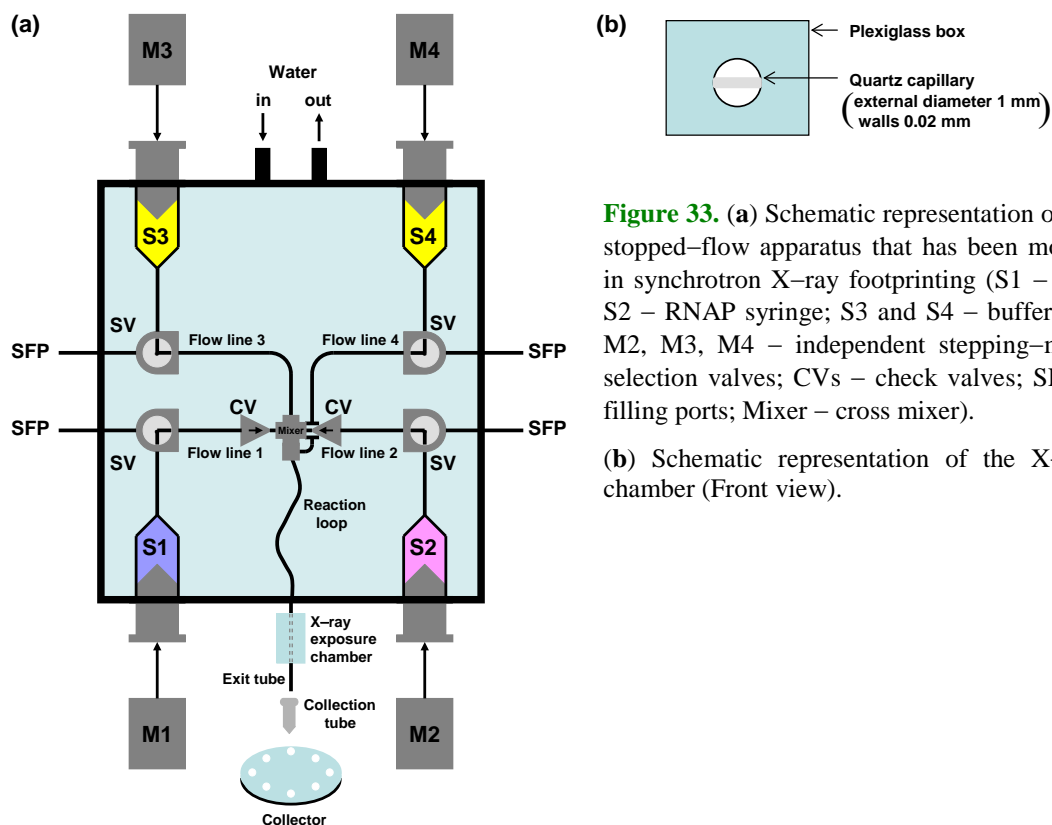 (a)
M3
M4
Water
in
out
S3
S4
SV
SV
SFP
Flow line 3
Flow line 4
SFP
CV
CV
SFP
Mixer
SFP
SV
Flow line 1
Flow line 2
SV
Reaction
loop
S1
S2
X–ray
exposure
chamber
Exit tube
Collection
tube
M1
M2
Collector
(b)
Plexiglass box
Quartz capillary
(external diameter 1 mm)
walls 0.02 mm
Figure 33. (a) Schematic representation o
stopped–flow apparatus that has been mo
in synchrotron X–ray footprinting (S1 –
S2 – RNAP syringe; S3 and S4 – buffer
M2, M3, M4 – independent stepping–m
selection valves; CVs – check valves; SI
filling ports; Mixer – cross mixer).
(b) Schematic representation of the X-
chamber (Front view).